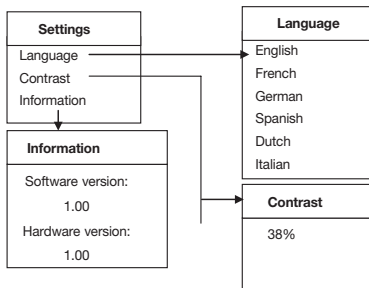 Settings
Language
Contrast
Information
Language
English
French
German
Spanish
Dutch
Italian
Information
Software version:
1.00
Hardware version:
1.00
Contrast
38%